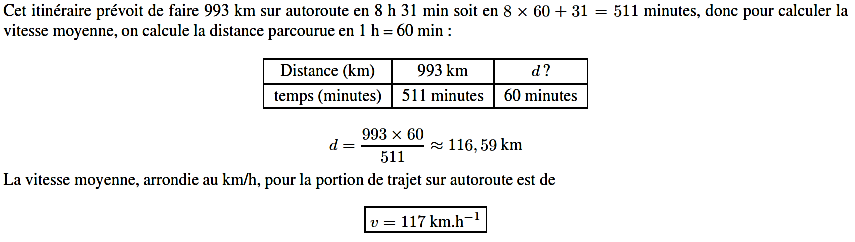 Cet itinéraire prévoit de faire 993 km sur autoroute en 8 h 31 min soit en 8 × 60 + 31 = 511 minutes, donc pour calculer la
vitesse moyenne, on calcule la distance parcourue en 1 h = 60 min :
Distance (km) 993 km d ?
temps (minutes) 511 minutes 60 minutes
d = \frac{993 × 60}{511} ≈ 116,59 km
La vitesse moyenne, arrondie au km/h, pour la portion de trajet sur autoroute est de
v = 117 km.h⁻¹